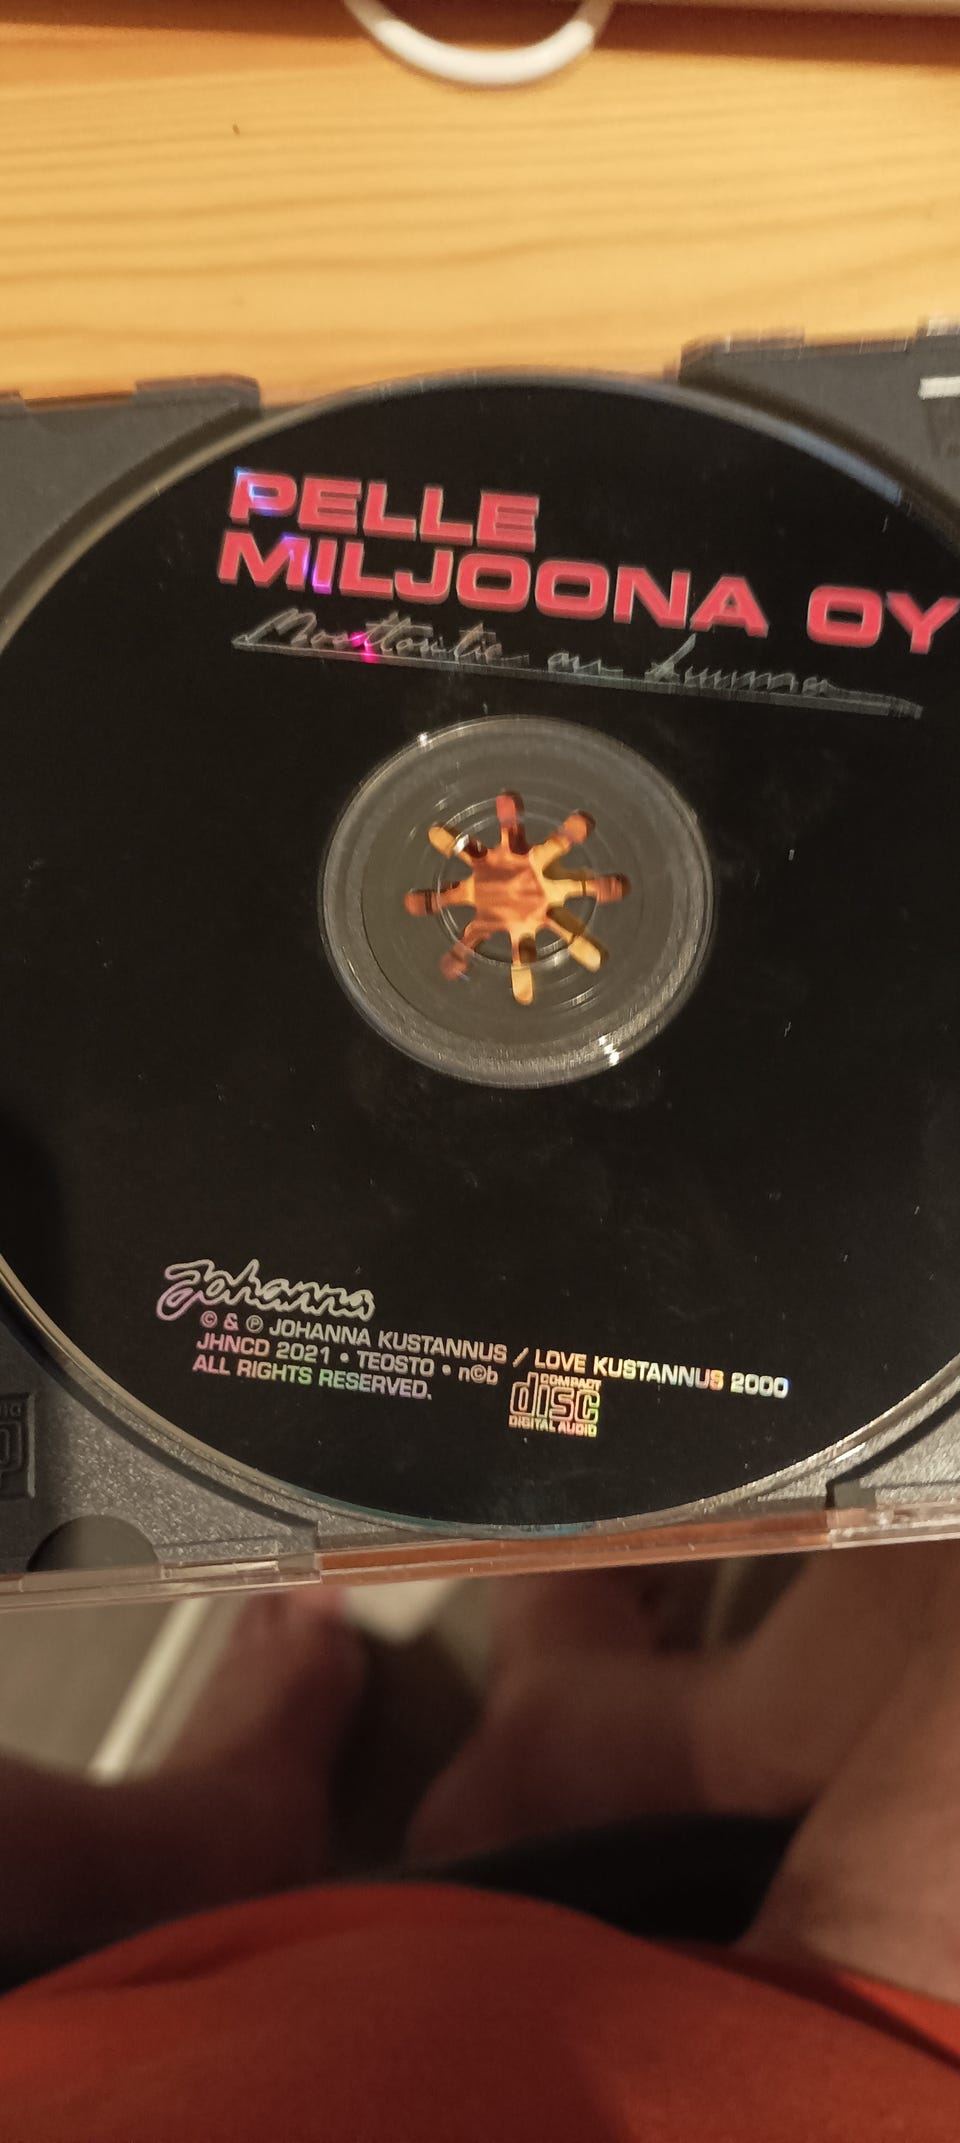 PELLE
MILJOONA OY
Moottoritie on kuuma
Johanna
© & ℗ JOHANNA KUSTANNUS / LOVE KUSTANNUS 2000
JHNCD 2021 • TEOSTO • n©b
ALL RIGHTS RESERVED.
COMPACT
disc
DIGITAL AUDIO